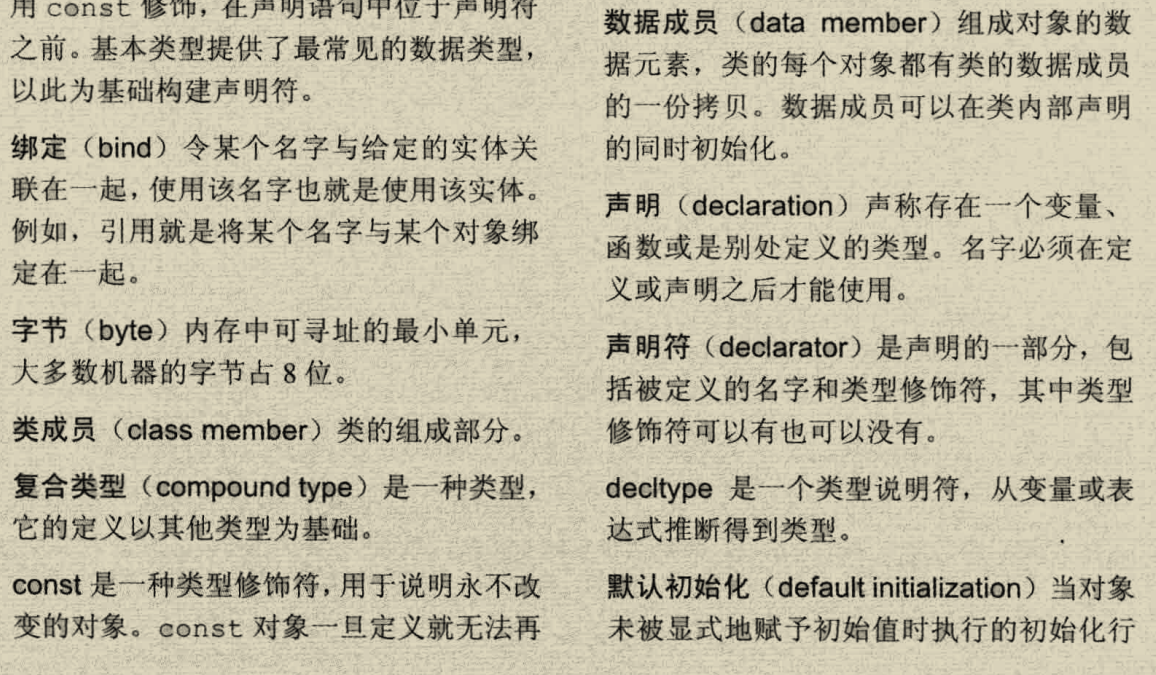 用 const 修饰，在声明语句中位于声明符
之前。基本类型提供了最常见的数据类型，
以此为基础构建声明符。
绑定（bind）令某个名字与给定的实体关
联在一起，使用该名字也就是使用该实体。
例如，引用就是将某个名字与某个对象绑
定在一起。
字节（byte）内存中可寻址的最小单元，
大多数机器的字节占 8 位。
类成员（class member）类的组成部分。
复合类型（compound type）是一种类型，
它的定义以其他类型为基础。
const 是一种类型修饰符，用于说明永不改
变的对象。const 对象一旦定义就无法再
数据成员（data member）组成对象的数
据元素，类的每个对象都有类的数据成员
的一份拷贝。数据成员可以在类内部声明
的同时初始化。
声明（declaration）声称存在一个变量、
函数或是别处定义的类型。名字必须在定
义或声明之后才能使用。
声明符（declarator）是声明的一部分，包
括被定义的名字和类型修饰符，其中类型
修饰符可以有也可以没有。
decltype 是一个类型说明符，从变量或表
达式推断得到类型。
默认初始化（default initialization）当对象
未被显式地赋予初始值时执行的初始化行